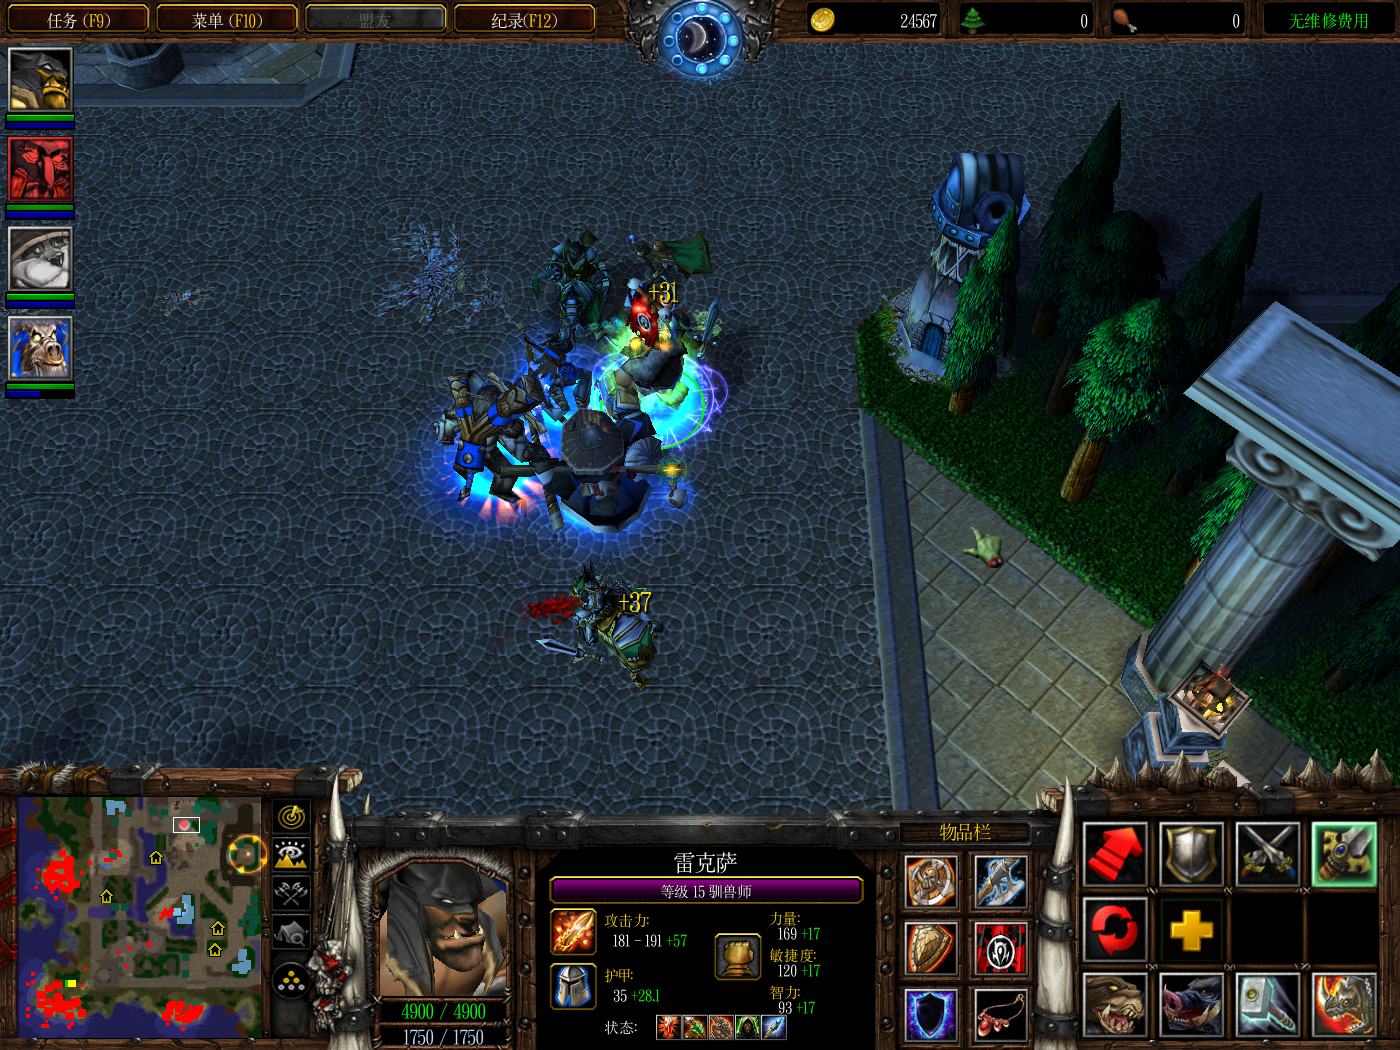 任务 (F9) 菜单 (F10) 盟友 纪录(F12) 24567 0 0 无维修费用
+31
+37
物品栏
雷克萨
等级 15 驯兽师
攻击力:
181 - 191 +57
护甲:
35 +28.1
状态:
力量:
169 +17
敏捷度:
120 +17
智力:
93 +17
4900 / 4900
1750 / 1750